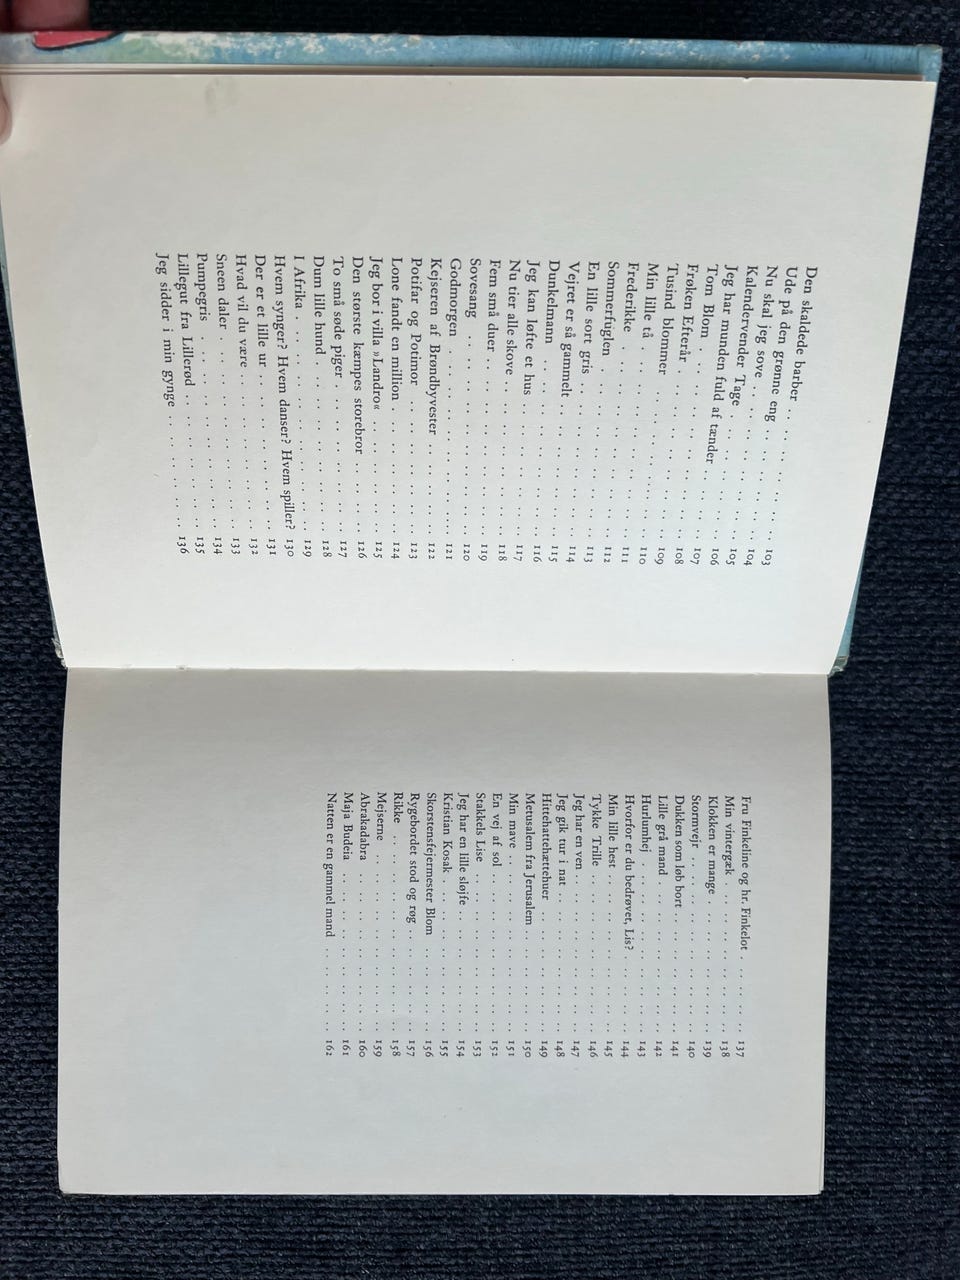 Den skaldede barber . . . . . . . . 103
Ude på den grønne eng . . . . . . . . 104
Nu skal jeg sove . . . . . . . . 105
Kalendervender Tage . . . . . . . . 106
Jeg har munden fuld af tænder . . . . . . . . 107
Tom Blom . . . . . . . . 108
Frøken Efterår . . . . . . . . 109
Tusind blommer . . . . . . . . 110
Min lille tå . . . . . . . . 111
Frederikke . . . . . . . . 112
Sommerfuglen . . . . . . . . 113
En lille sort gris . . . . . . . . 114
Vejret er så gammelt . . . . . . . . 115
Dunkelmann . . . . . . . . 116
Jeg kan løfte et hus . . . . . . . . 117
Nu tier alle skove . . . . . . . . 118
Fem små duer . . . . . . . . 119
Sovesang . . . . . . . . 120
Godmorgen . . . . . . . . 121
Kejseren af Brøndbyvester . . . . . . . . 122
Potifar og Potimor . . . . . . . . 123
Lone fandt en million . . . . . . . . 124
Jeg bor i villa »Landro« . . . . . . . . 125
Den største kæmpes storebror . . . . . . . . 126
To små søde piger . . . . . . . . 127
Dum lille hund . . . . . . . . 128
I Afrika . . . . . . . . 129
Hvem synger? Hvem danser? Hvem spiller? 130
Der er et lille ur . . . . . . . . 131
Hvad vil du være . . . . . . . . 132
Sneen daler . . . . . . . . 133
Pumpegris . . . . . . . . 134
Lillegut fra Lillerød . . . . . . . . 135
Jeg sidder i min gynge . . . . . . . . 136
Fru Finkeline og hr. Finkelot . . . . . . . . 137
Min vintergæk . . . . . . . . 138
Klokken er mange . . . . . . . . 139
Stormvejr . . . . . . . . 140
Dukken som løb bort . . . . . . . . 141
Lille grå mand . . . . . . . . 142
Hurlumhej . . . . . . . . 143
Hvorfor er du bedrøvet, Lis? . . . . . . . . 144
Min lille hest . . . . . . . . 145
Tykke Trille . . . . . . . . 146
Jeg har en ven . . . . . . . . 147
Jeg gik tur i nat . . . . . . . . 148
Hittehattehættehuer . . . . . . . . 149
Metusalem fra Jerusalem . . . . . . . . 150
Min mave . . . . . . . . 151
En vej af sol . . . . . . . . 152
Stakkels Lise . . . . . . . . 153
Jeg har en lille sløjfe . . . . . . . . 154
Kristian Kosak . . . . . . . . 155
Skorstensfejermester Blom . . . . . . . . 156
Rygebordet stod og røg . . . . . . . . 157
Rikke . . . . . . . . 158
Mejserne . . . . . . . . 159
Abrakadabra . . . . . . . . 160
Maja Budeia . . . . . . . . 161
Natten er en gammel mand . . . . . . . . 162